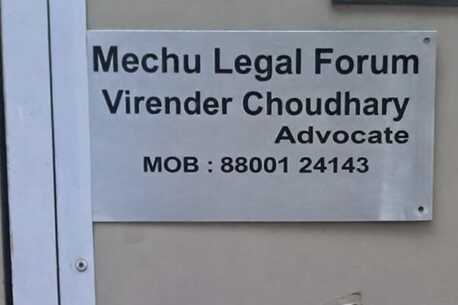 Mechu Legal Forum
Virender Choudhary
Advocate
MOB : 88001 24143